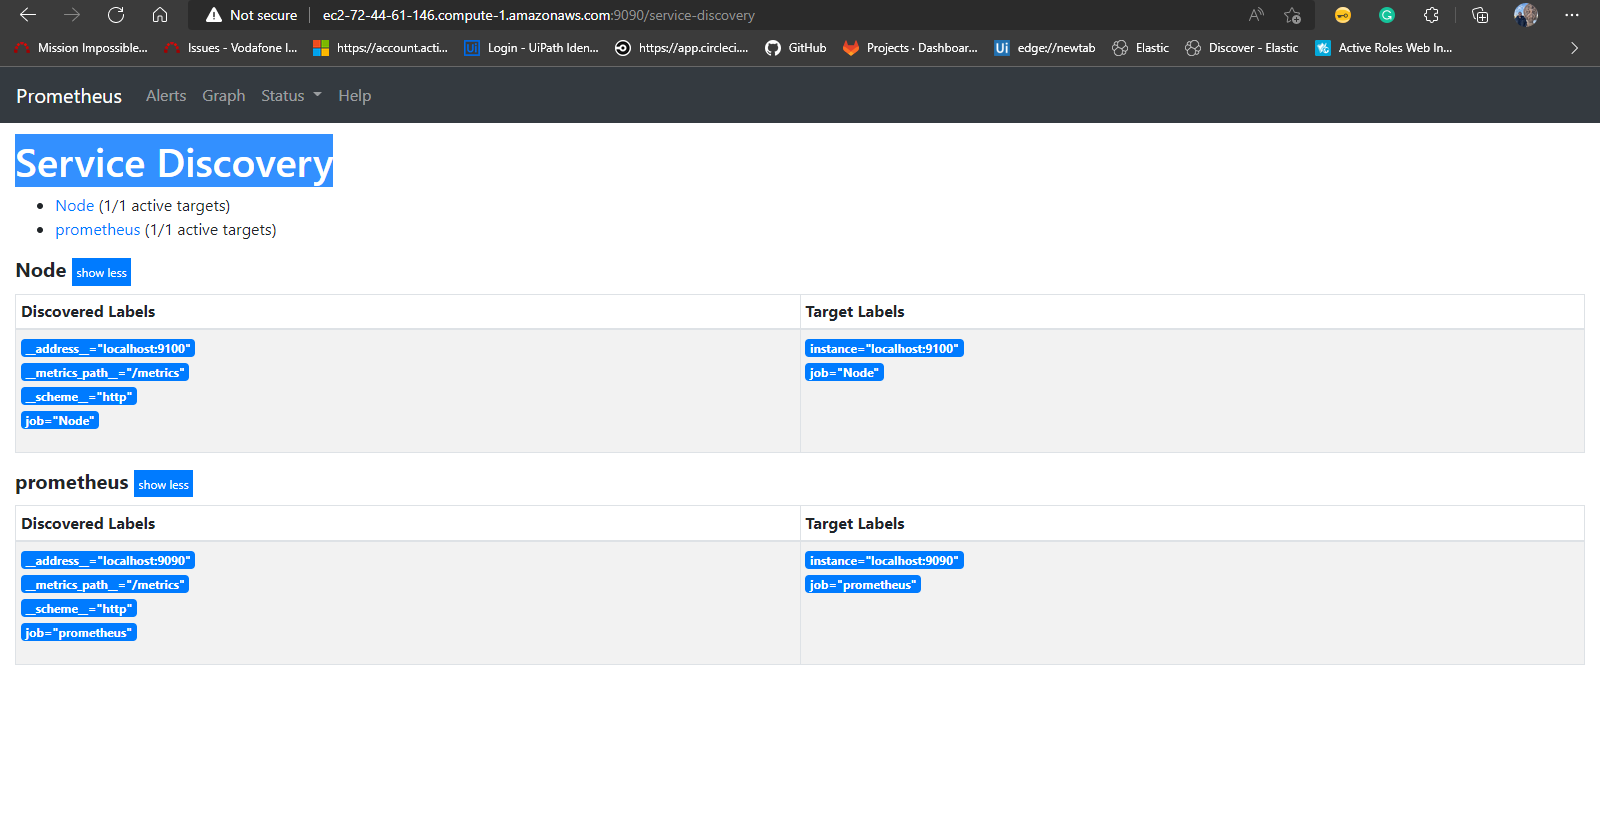 Not secure ec2-72-44-61-146.compute-1.amazonaws.com:9090/service-discovery
Mission Impossible... Issues - Vodafone I... https://account.acti... Login - UiPath Iden... https://app.circleci.... GitHub Projects · Dashboar... edge://newtab Elastic Discover - Elastic Active Roles Web In...
Prometheus Alerts Graph Status Help
Service Discovery
Node (1/1 active targets)
prometheus (1/1 active targets)
Node show less
Discovered Labels Target Labels
__address__="localhost:9100" instance="localhost:9100"
__metrics_path__="/metrics" job="Node"
__scheme__="http"
job="Node"
prometheus show less
Discovered Labels Target Labels
__address__="localhost:9090" instance="localhost:9090"
__metrics_path__="/metrics" job="prometheus"
__scheme__="http"
job="prometheus"